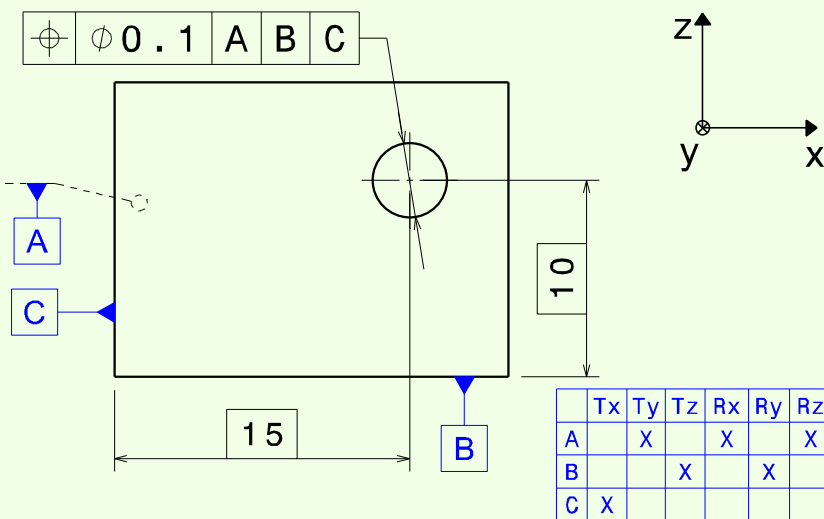 ⌖ ⌀0.1 A B C
z
y
x
A
C
10
15
B
Tx Ty Tz Rx Ry Rz
A X X X
B X X
C X